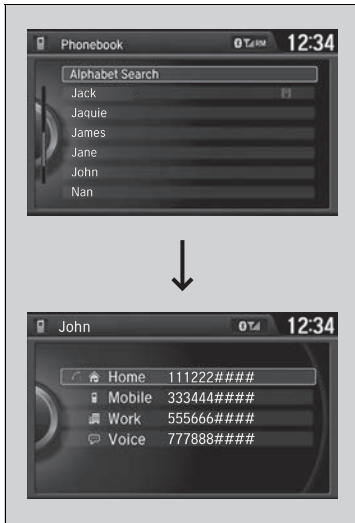 Phonebook 12:34
Alphabet Search
Jack
Jaquie
James
Jane
John
Nan
John 12:34
Home 111222####
Mobile 333444####
Work 555666####
Voice 777888####